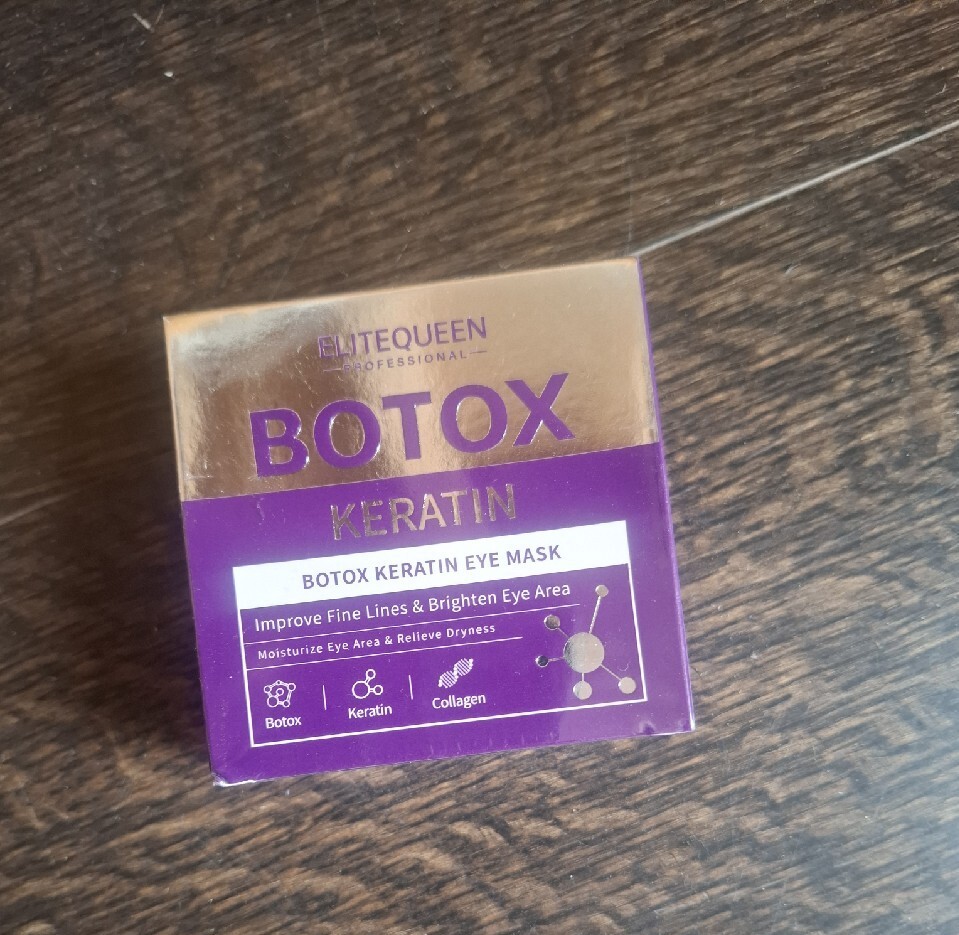 ELITEQUEEN
PROFESSIONAL
BOTOX
KERATIN
BOTOX KERATIN EYE MASK
Improve Fine Lines & Brighten Eye Area
Moisturize Eye Area & Relieve Dryness
Botox Keratin Collagen